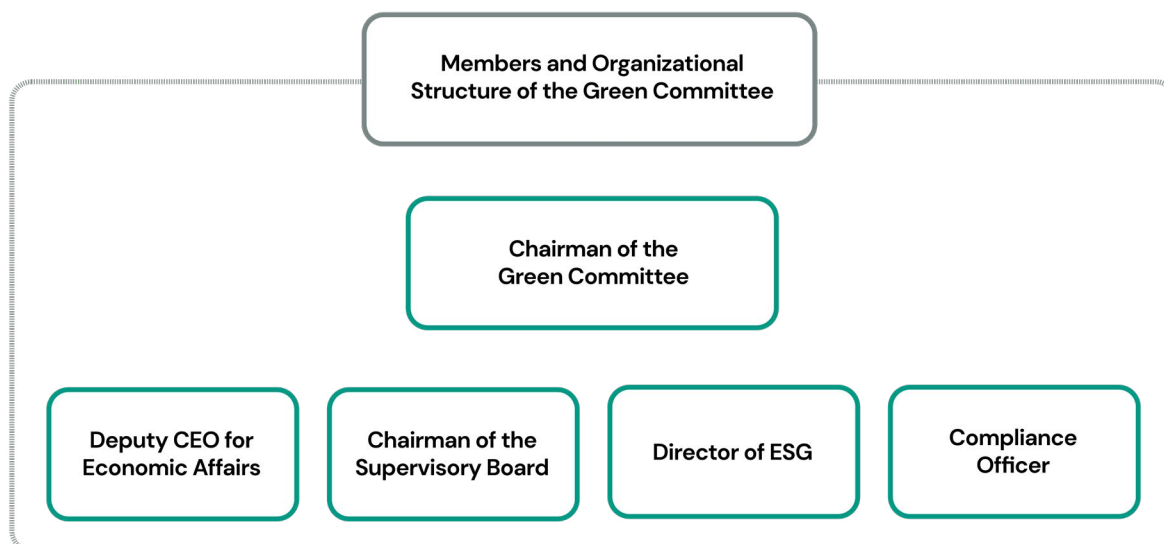 Members and Organizational
Structure of the Green Committee
Chairman of the
Green Committee
Deputy CEO for
Economic Affairs
Chairman of the
Supervisory Board
Director of ESG
Compliance
Officer